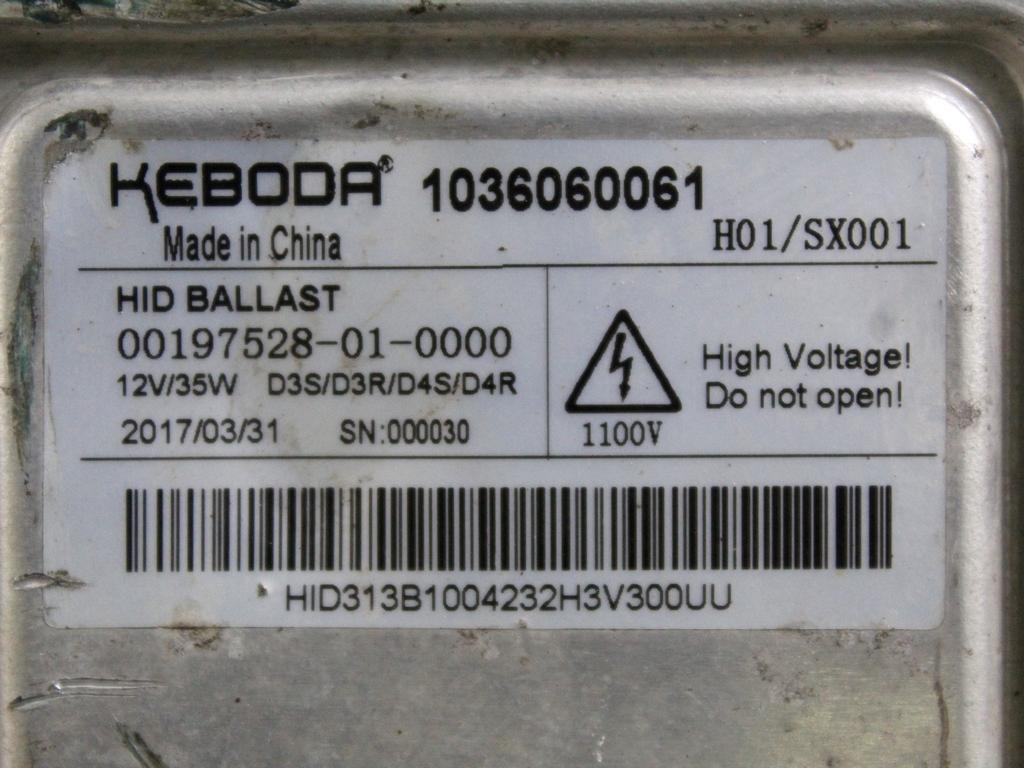 KEBODA® 1036060061
Made in China
H01/SX001
HID BALLAST
00197528-01-0000
12V/35W D3S/D3R/D4S/D4R
2017/03/31 SN:000030
High Voltage!
Do not open!
1100V
HID313B1004232H3V300UU